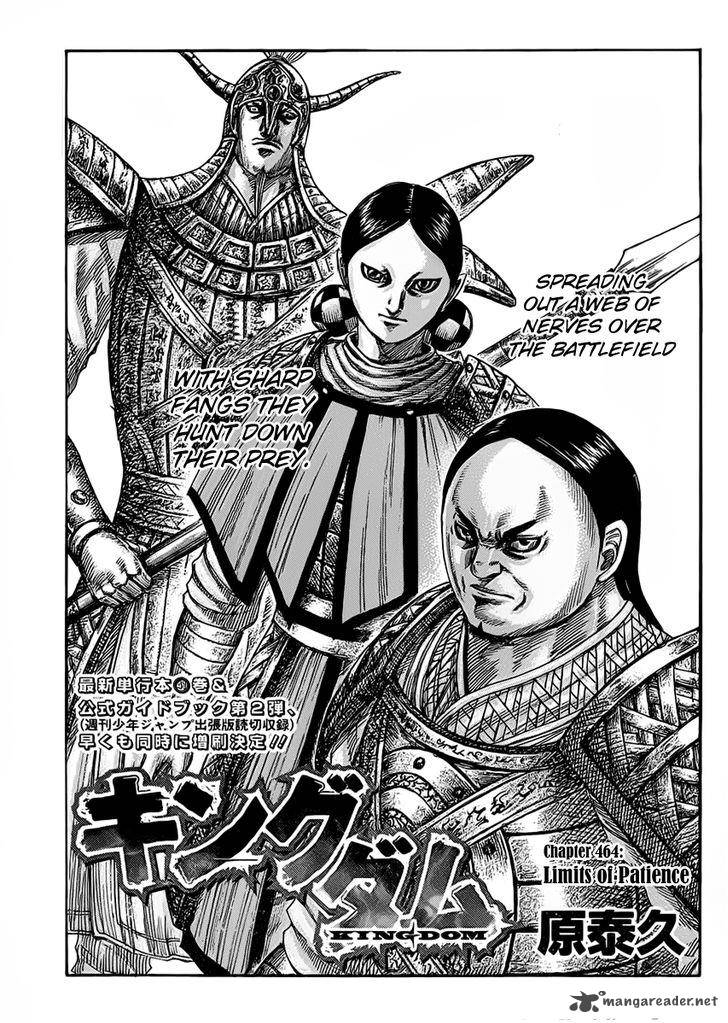 SPREADING
OUT A WEB OF
NERVES OVER
THE BATTLEFIELD
WITH SHARP
FANGS THEY
HUNT DOWN
THEIR PREY.
最新単行本巻&
公式ガイドブック第2弾、
(週刊少年ジャンプ出張版読切収録)
早くも同時に増刷決定!!
キングダム
KINGDOM
Chapter 464:
Limits of Patience
原泰久
mangareader.net